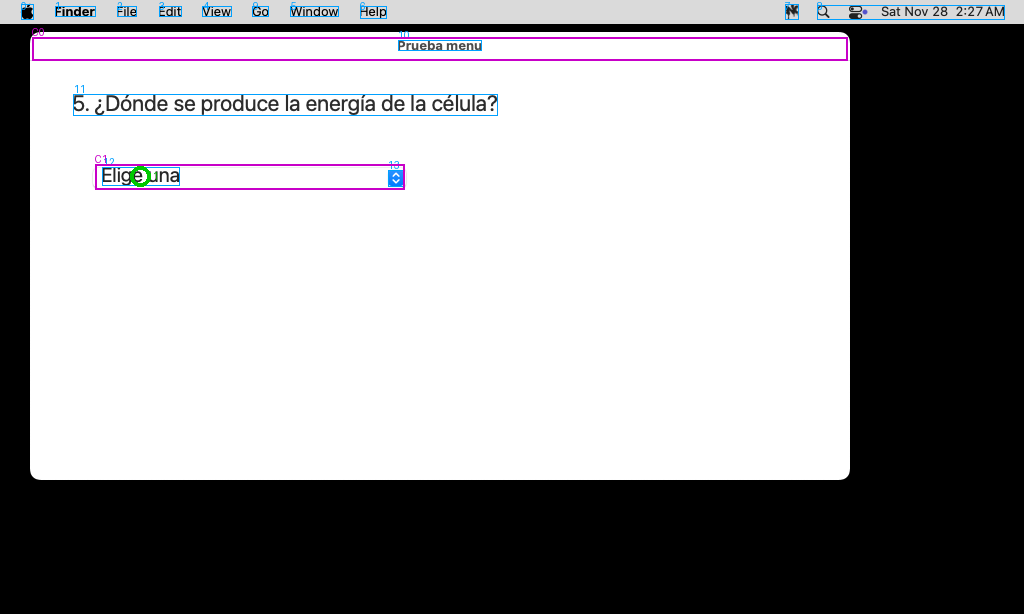 Finder File Edit View Go Window Help Sat Nov 28 2:27 AM
Prueba menu
5. ¿Dónde se produce la energía de la célula?
Elige una